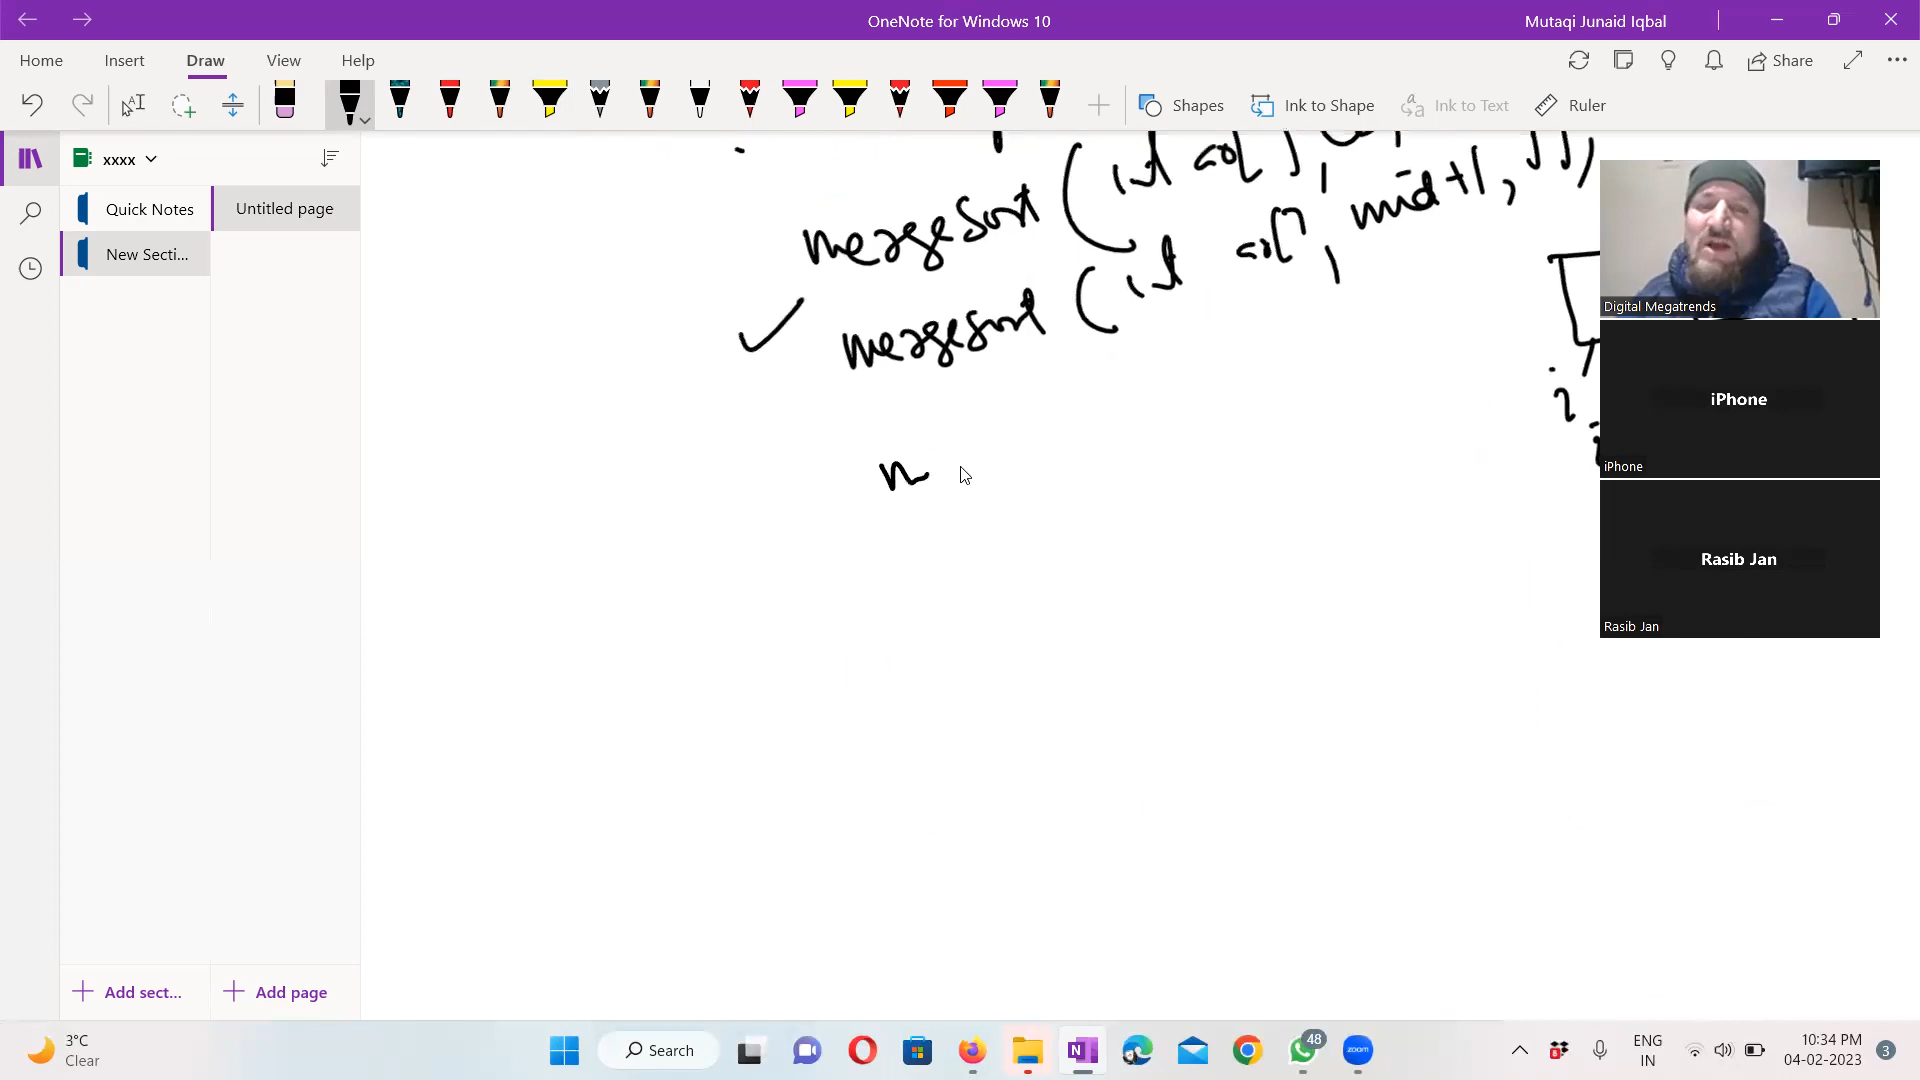 OneNote for Windows 10
Mutaqi Junaid Iqbal
Home Insert Draw View Help
Share
Shapes Ink to Shape Ink to Text Ruler
xxxx
Quick Notes
Untitled page
New Secti...
mergeSort (int
mergesort (int mid+1,
Digital Megatrends
iPhone
iPhone
Rasib Jan
Rasib Jan
Add sect...
Add page
3°C
Clear
Search
48
zoom
ENG
IN
10:34 PM
04-02-2023
3